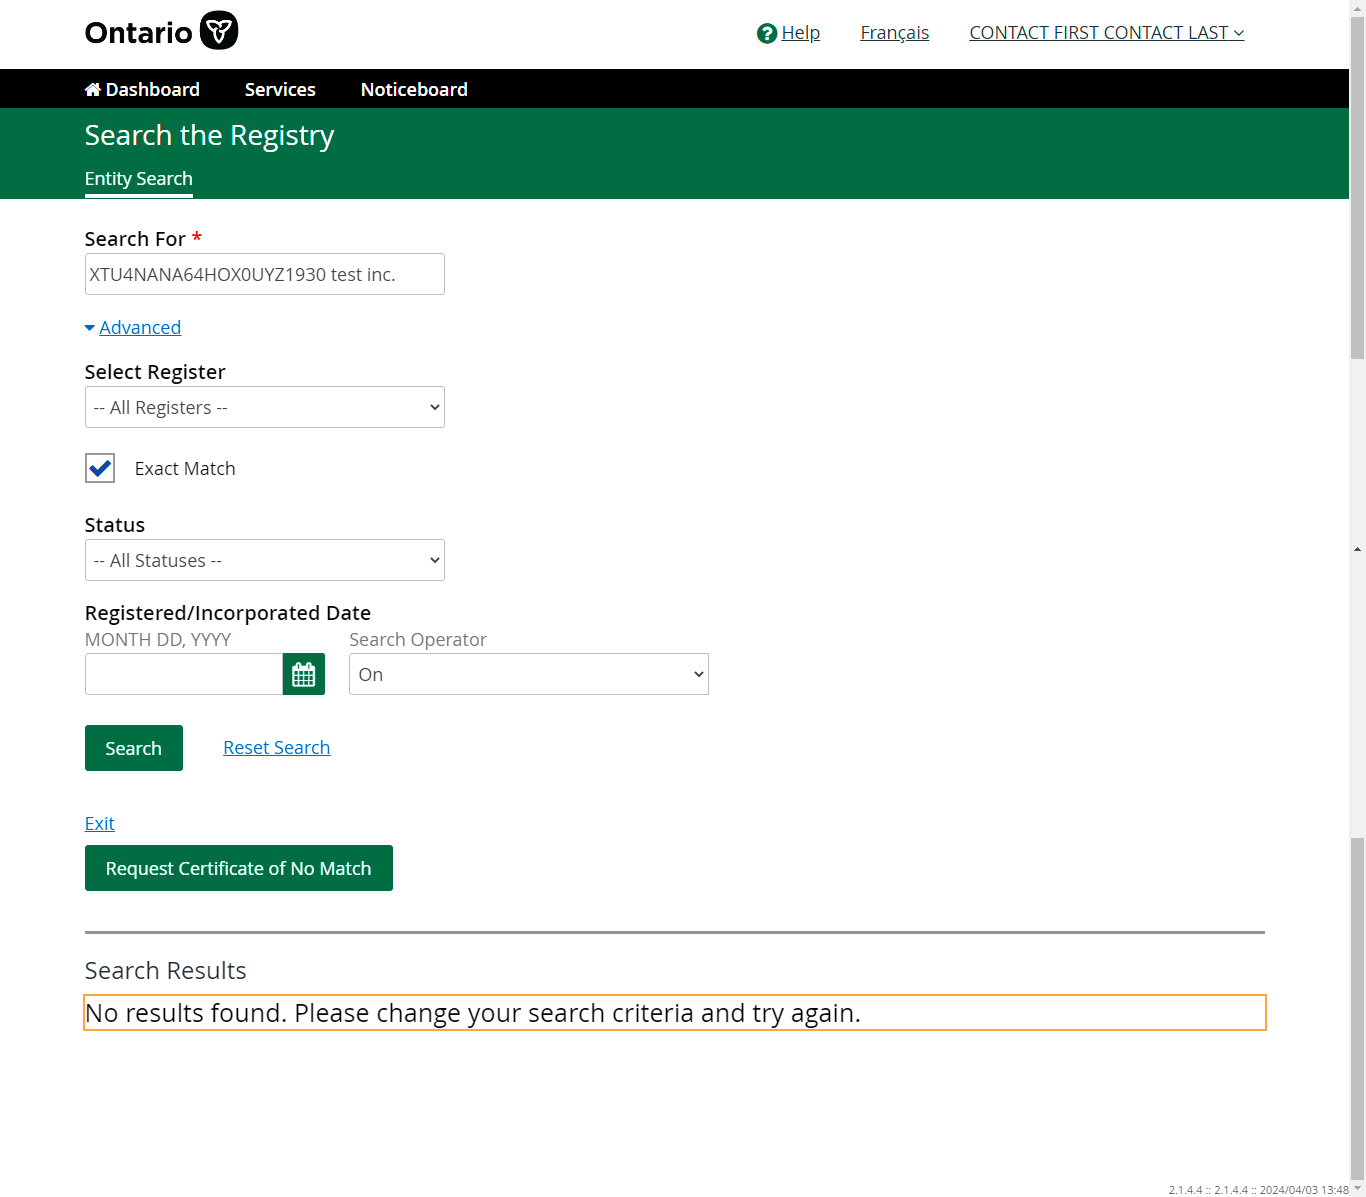 Ontario
Help Français CONTACT FIRST CONTACT LAST
Dashboard Services Noticeboard
Search the Registry
Entity Search
Search For *
XTU4NANA64HOX0UYZ1930 test inc.
Advanced
Select Register
-- All Registers --
Exact Match
Status
-- All Statuses --
Registered/Incorporated Date
MONTH DD, YYYY Search Operator
On
Search Reset Search
Exit
Request Certificate of No Match
Search Results
No results found. Please change your search criteria and try again.
2.1.4.4 :: 2.1.4.4 :: 2024/04/03 13:48